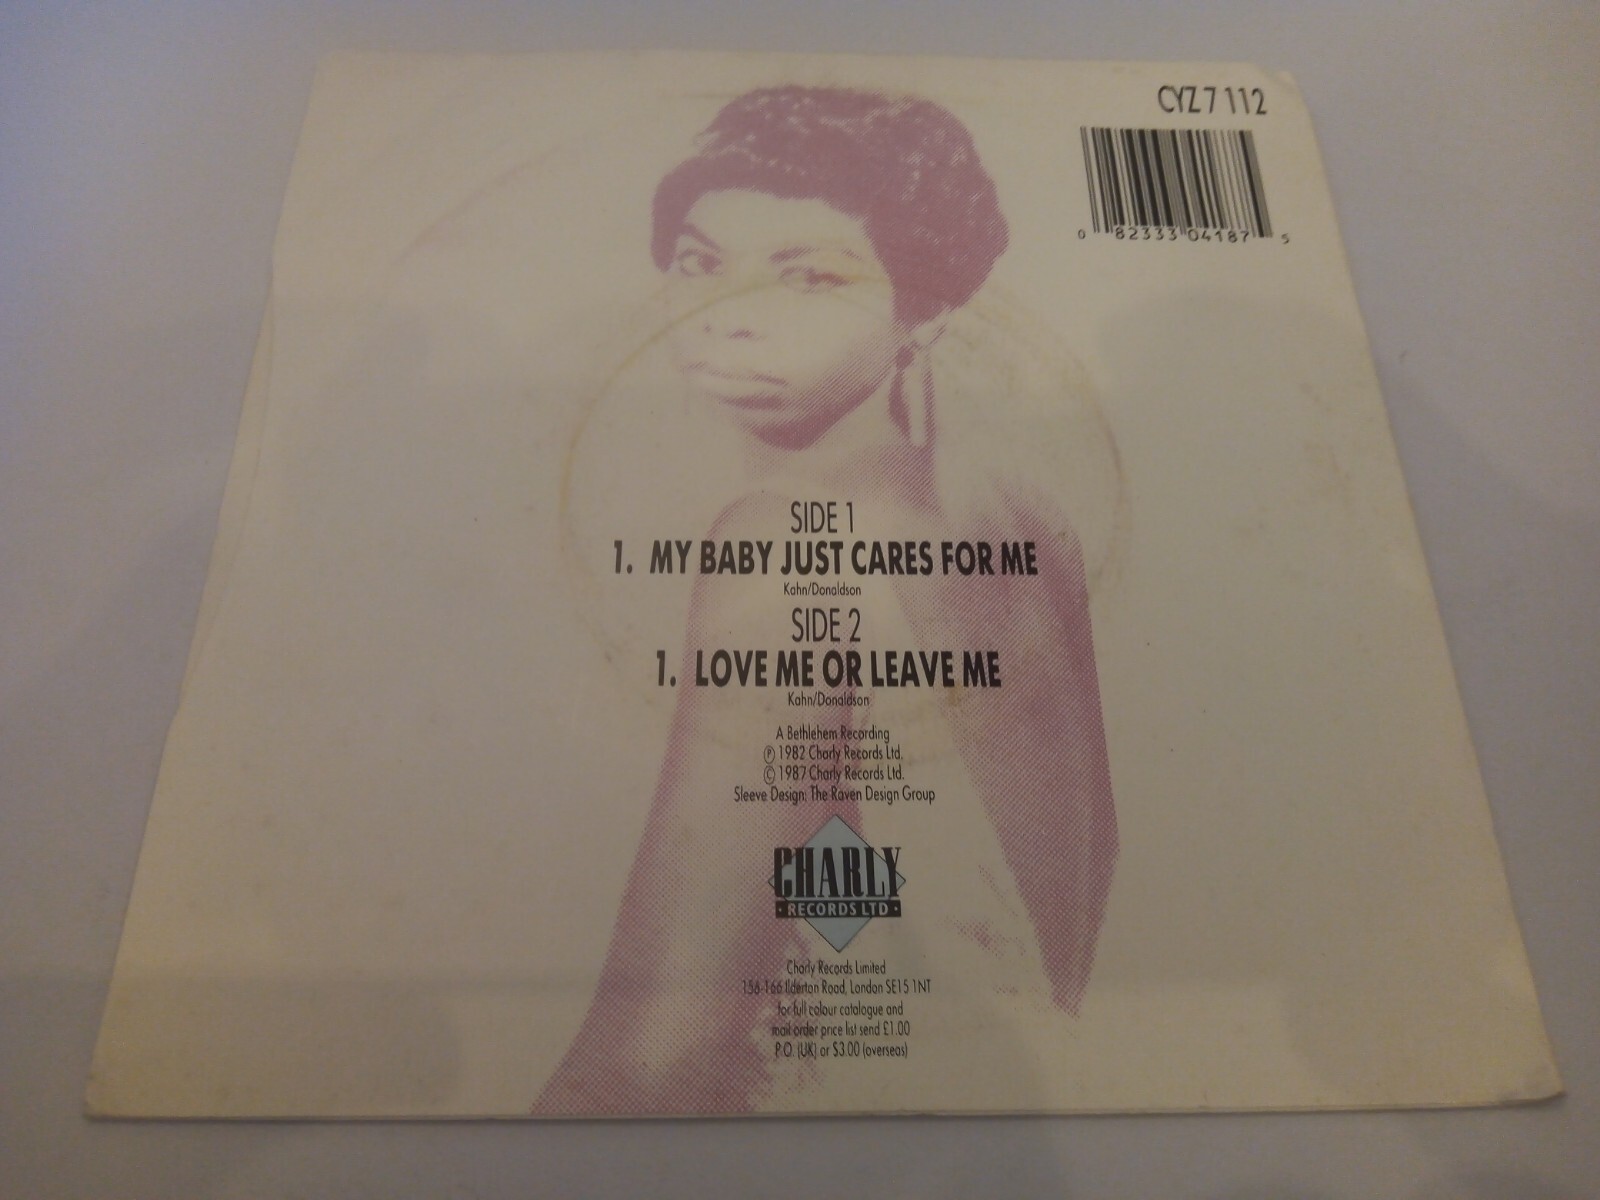 CYZ 7 112
0 82333 04187 5
SIDE 1
1. MY BABY JUST CARES FOR ME
Kahn/Donaldson
SIDE 2
1. LOVE ME OR LEAVE ME
Kahn/Donaldson
A Bethlehem Recording
℗ 1982 Charly Records Ltd.
© 1987 Charly Records Ltd.
Sleeve Design: The Raven Design Group
CHARLY
· RECORDS LTD ·
Charly Records Limited
156-166 Ilderton Road, London SE15 1NT
for full colour catalogue and
mail order price list send £1.00
P.O. (UK) or $3.00 (overseas)